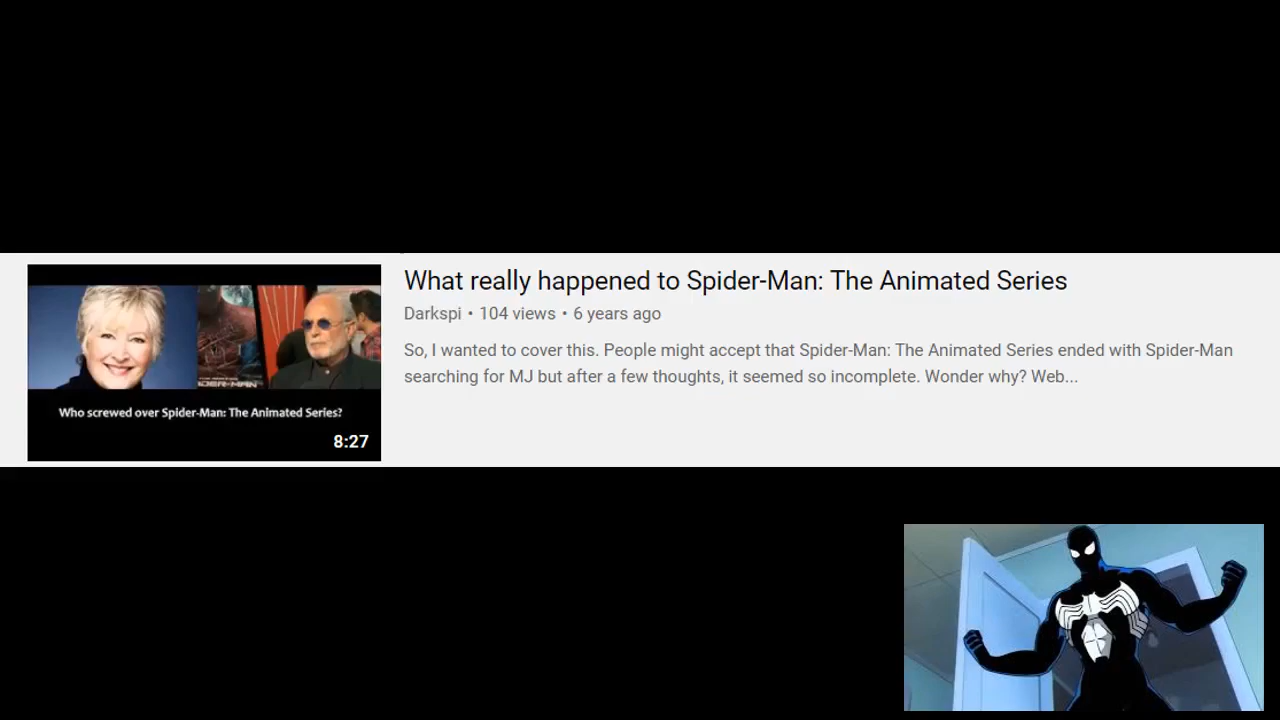 What really happened to Spider-Man: The Animated Series
Darkspi • 104 views • 6 years ago
So, I wanted to cover this. People might accept that Spider-Man: The Animated Series ended with Spider-Man
searching for MJ but after a few thoughts, it seemed so incomplete. Wonder why? Web...
IDER-MAN
Who screwed over Spider-Man: The Animated Series?
8:27